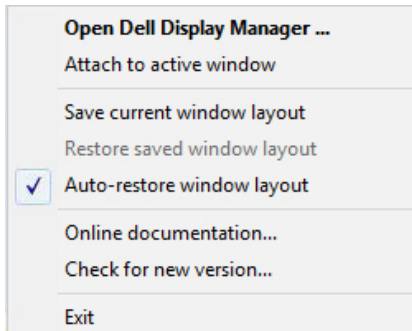 Open Dell Display Manager ...
Attach to active window
Save current window layout
Restore saved window layout
Auto-restore window layout
Online documentation...
Check for new version...
Exit